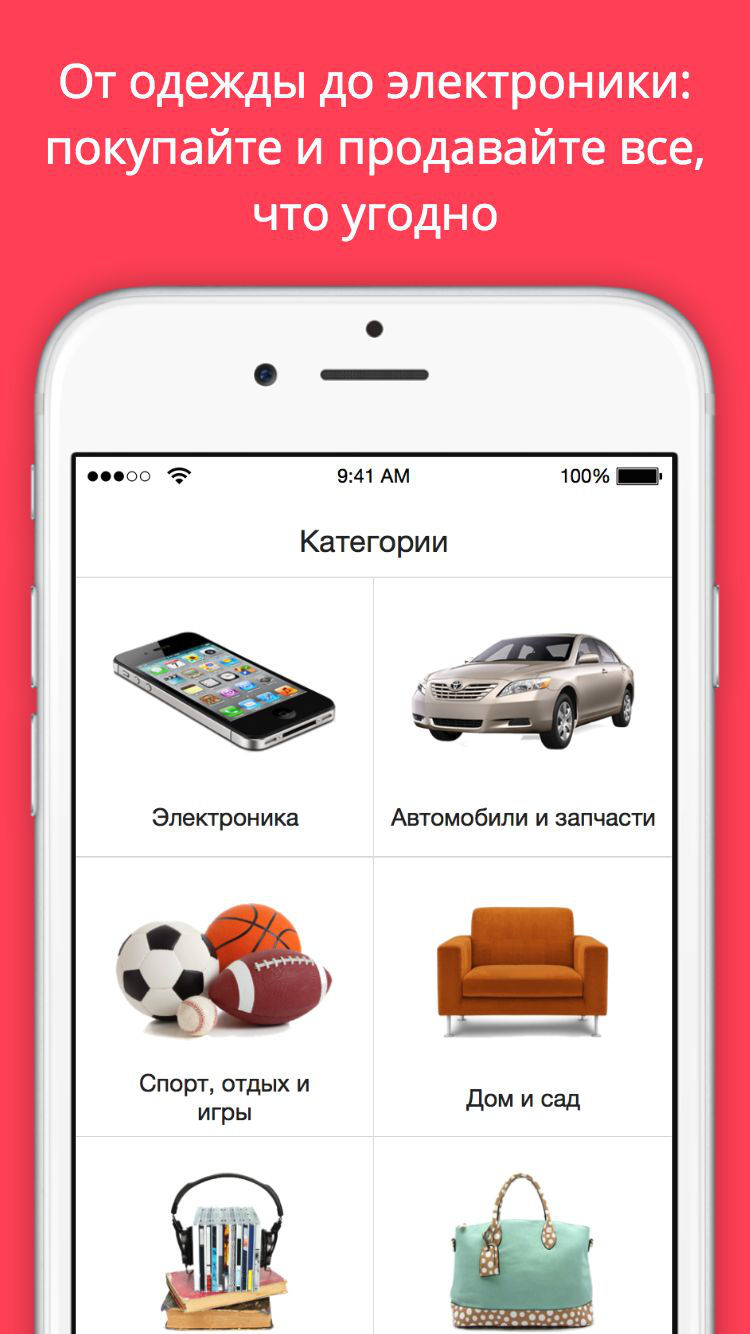 От одежды до электроники:
покупайте и продавайте все,
что угодно
9:41 AM
100%
Категории
Электроника
Автомобили и запчасти
Спорт, отдых и
игры
Дом и сад